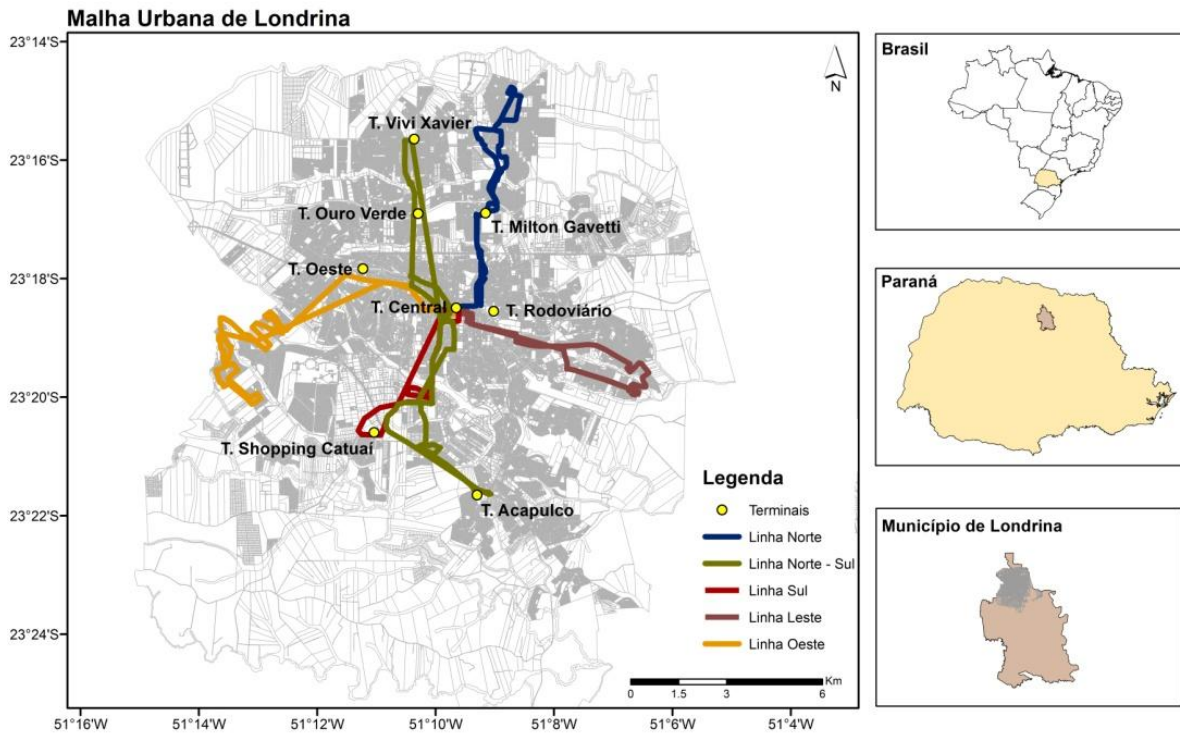 Malha Urbana de Londrina
23°14'S
23°16'S
23°18'S
23°20'S
23°22'S
23°24'S
N
T. Vivi Xavier
T. Ouro Verde
T. Milton Gavetti
T. Oeste
T. Central
T. Rodoviário
T. Shopping Catuaí
T. Acapulco
Legenda
Terminais
Linha Norte
Linha Norte - Sul
Linha Sul
Linha Leste
Linha Oeste
Km
0 1.5 3 6
51°16'W 51°14'W 51°12'W 51°10'W 51°8'W 51°6'W 51°4'W
Brasil
Paraná
Município de Londrina